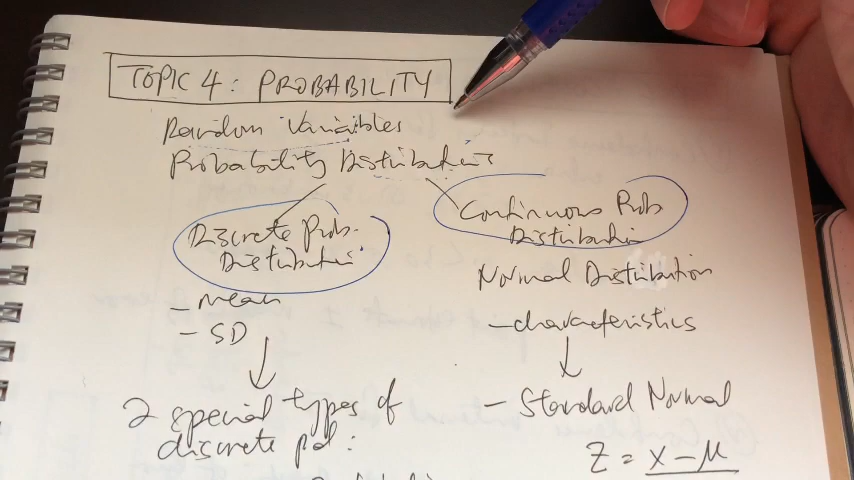 TOPIC 4: PROBABILITY
Random Variables
Probability Distributions
Discrete Prob.
Distribution
- mean
- SD
2 special types of
discrete pd:
Continuous Prob
Distribution
Normal Distribution
- characteristics
- Standard Normal
Z = x - μ